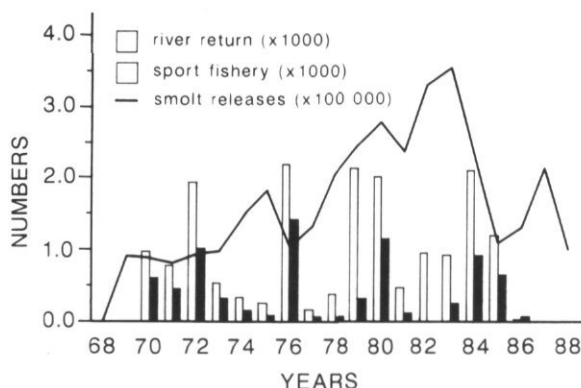 4.0
3.0
2.0
1.0
0.0
NUMBERS
river return (x1000)
sport fishery (x1000)
smolt releases (x100 000)
68 70 72 74 76 78 80 82 84 86 88
YEARS